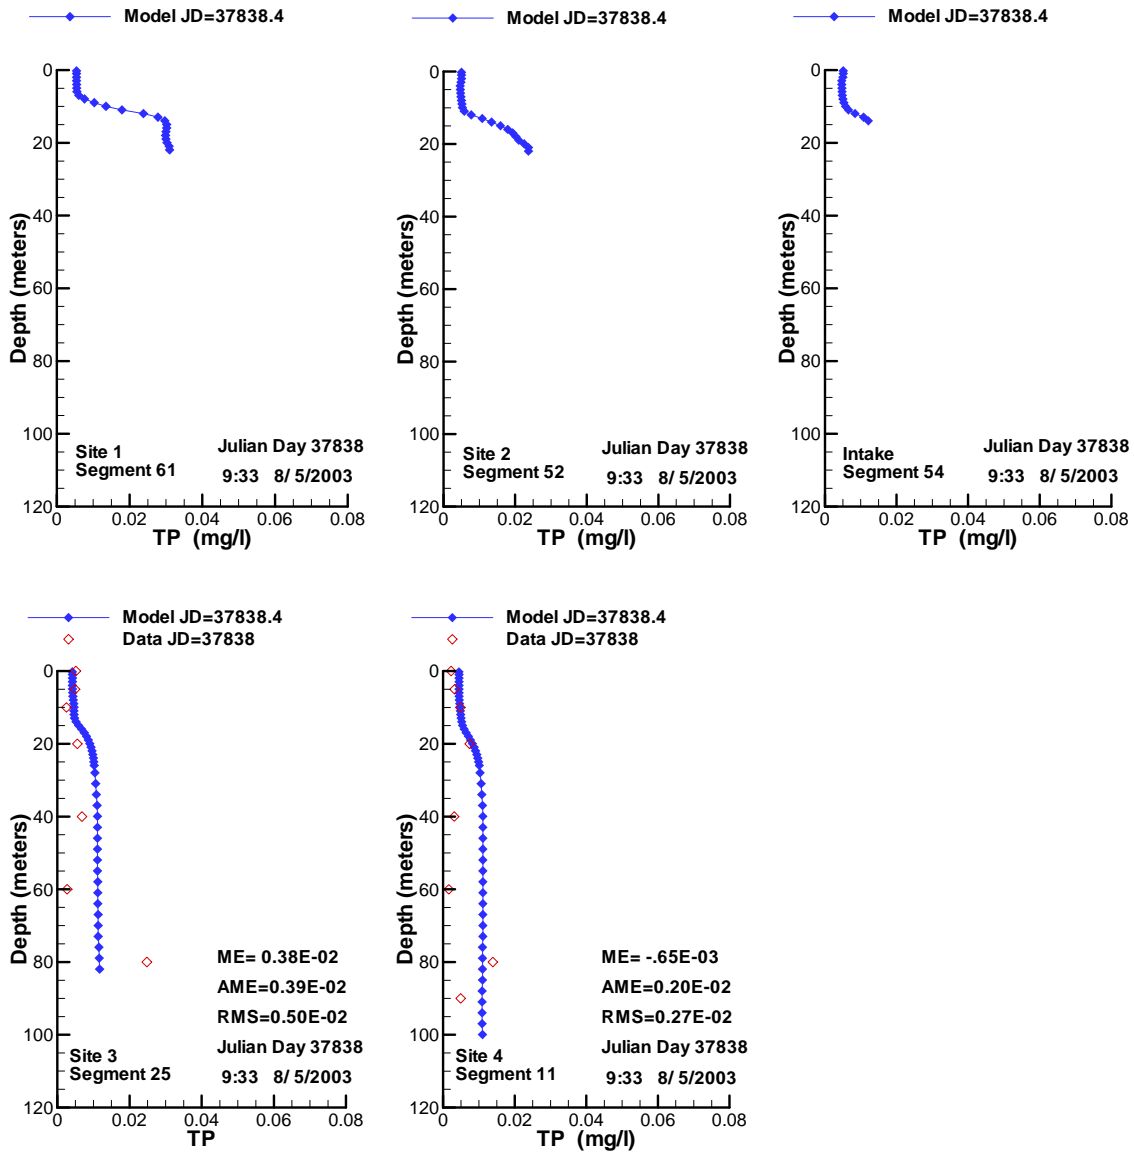 Model JD=37838.4
0
20
40
60
80
100
120
Depth (meters)
Site 1
Segment 61
Julian Day 37838
9:33 8/ 5/2003
0 0.02 0.04 0.06 0.08
TP (mg/l)
Model JD=37838.4
0
20
40
60
80
100
120
Depth (meters)
Site 2
Segment 52
Julian Day 37838
9:33 8/ 5/2003
0 0.02 0.04 0.06 0.08
TP (mg/l)
Model JD=37838.4
0
20
40
60
80
100
120
Depth (meters)
Intake
Segment 54
Julian Day 37838
9:33 8/ 5/2003
0 0.02 0.04 0.06 0.08
TP (mg/l)
Model JD=37838.4
Data JD=37838
0
20
40
60
80
100
120
Depth (meters)
ME= 0.38E-02
AME=0.39E-02
RMS=0.50E-02
Site 3
Segment 25
Julian Day 37838
9:33 8/ 5/2003
0 0.02 0.04 0.06 0.08
TP
Model JD=37838.4
Data JD=37838
0
20
40
60
80
100
120
Depth (meters)
ME= -.65E-03
AME=0.20E-02
RMS=0.27E-02
Site 4
Segment 11
Julian Day 37838
9:33 8/ 5/2003
0 0.02 0.04 0.06 0.08
TP (mg/l)